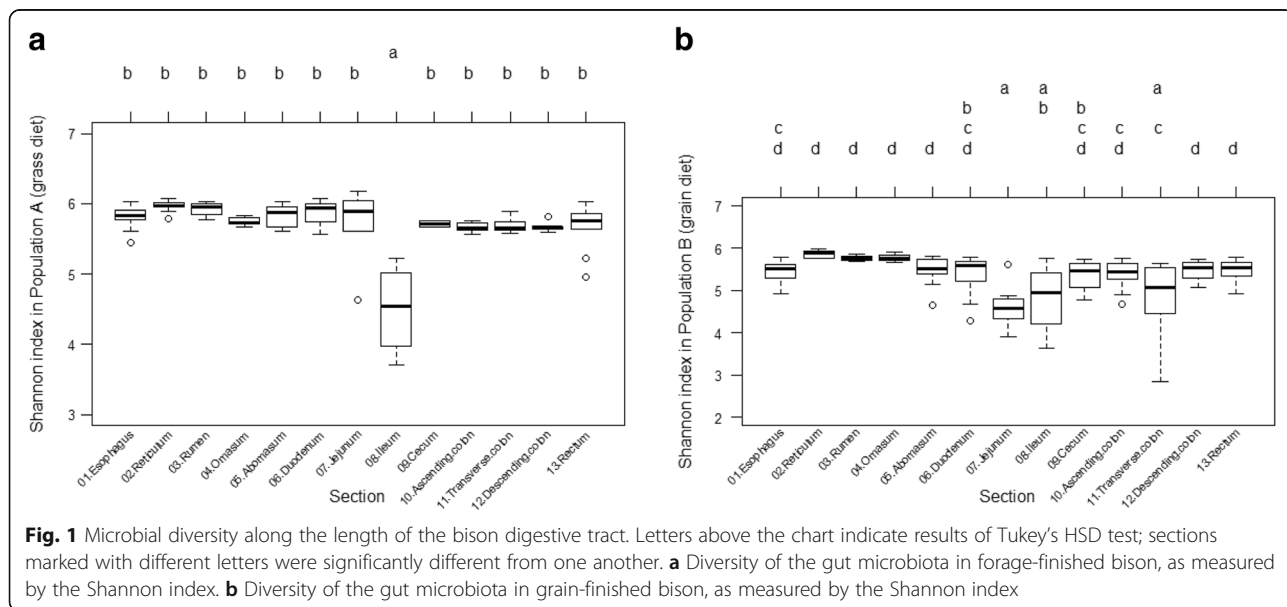 a
a
b b b b b b b b b b b b
7
6
5
4
3
Shannon index in Population A (grass diet)
01.Esophagus
02.Reticulum
03.Rumen
04.Omasum
05.Abomasum
06.Duodenum
07.Jejunum
08.Ileum
09.Cecum
10.Ascending.colon
11.Transverse.colon
12.Descending.colon
13.Rectum
Section
b
a a a
b b b
c c c c c
d d d d d d d d d d
7
6
5
4
3
2
Shannon index in Population B (grain diet)
01.Esophagus
02.Reticulum
03.Rumen
04.Omasum
05.Abomasum
06.Duodenum
07.Jejunum
08.Ileum
09.Cecum
10.Ascending.colon
11.Transverse.colon
12.Descending.colon
13.Rectum
Section
Fig. 1 Microbial diversity along the length of the bison digestive tract. Letters above the chart indicate results of Tukey's HSD test; sections
marked with different letters were significantly different from one another. a Diversity of the gut microbiota in forage-finished bison, as measured
by the Shannon index. b Diversity of the gut microbiota in grain-finished bison, as measured by the Shannon index